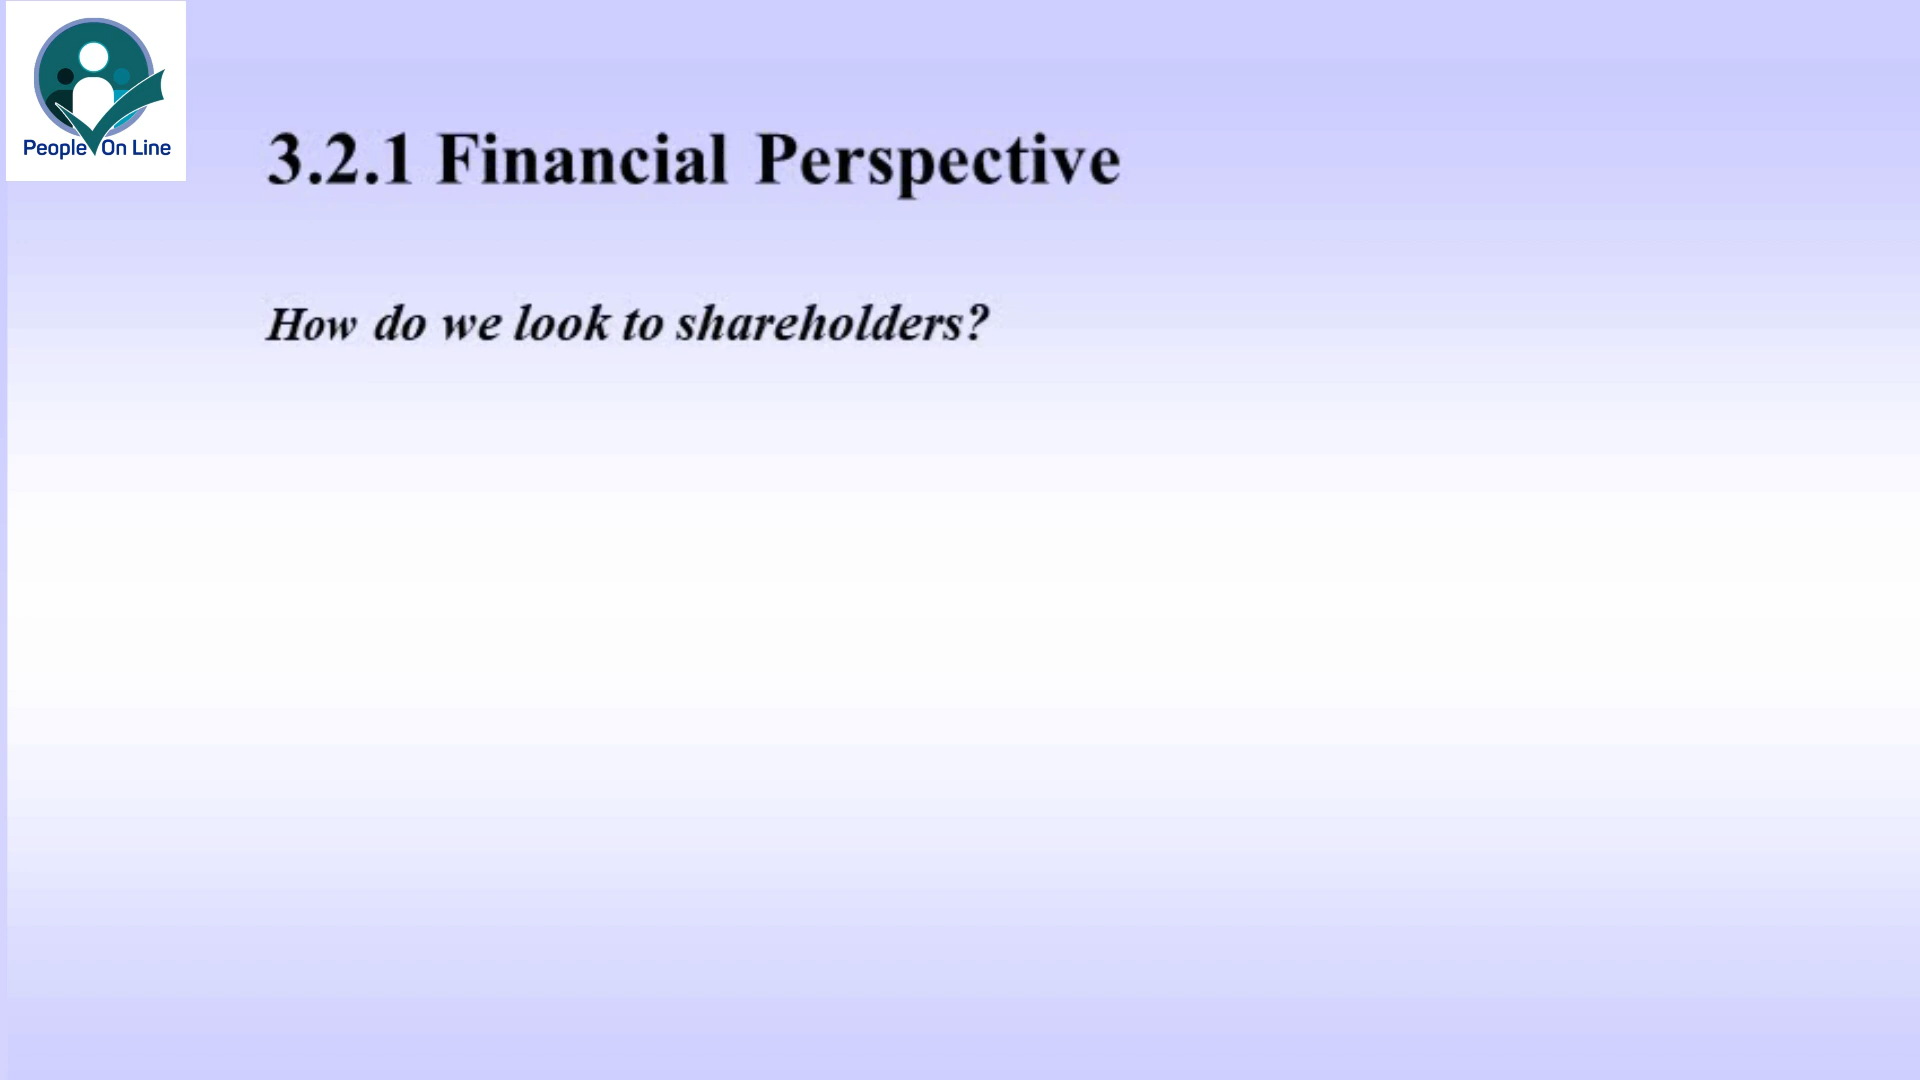 People On Line
3.2.1 Financial Perspective
How do we look to shareholders?